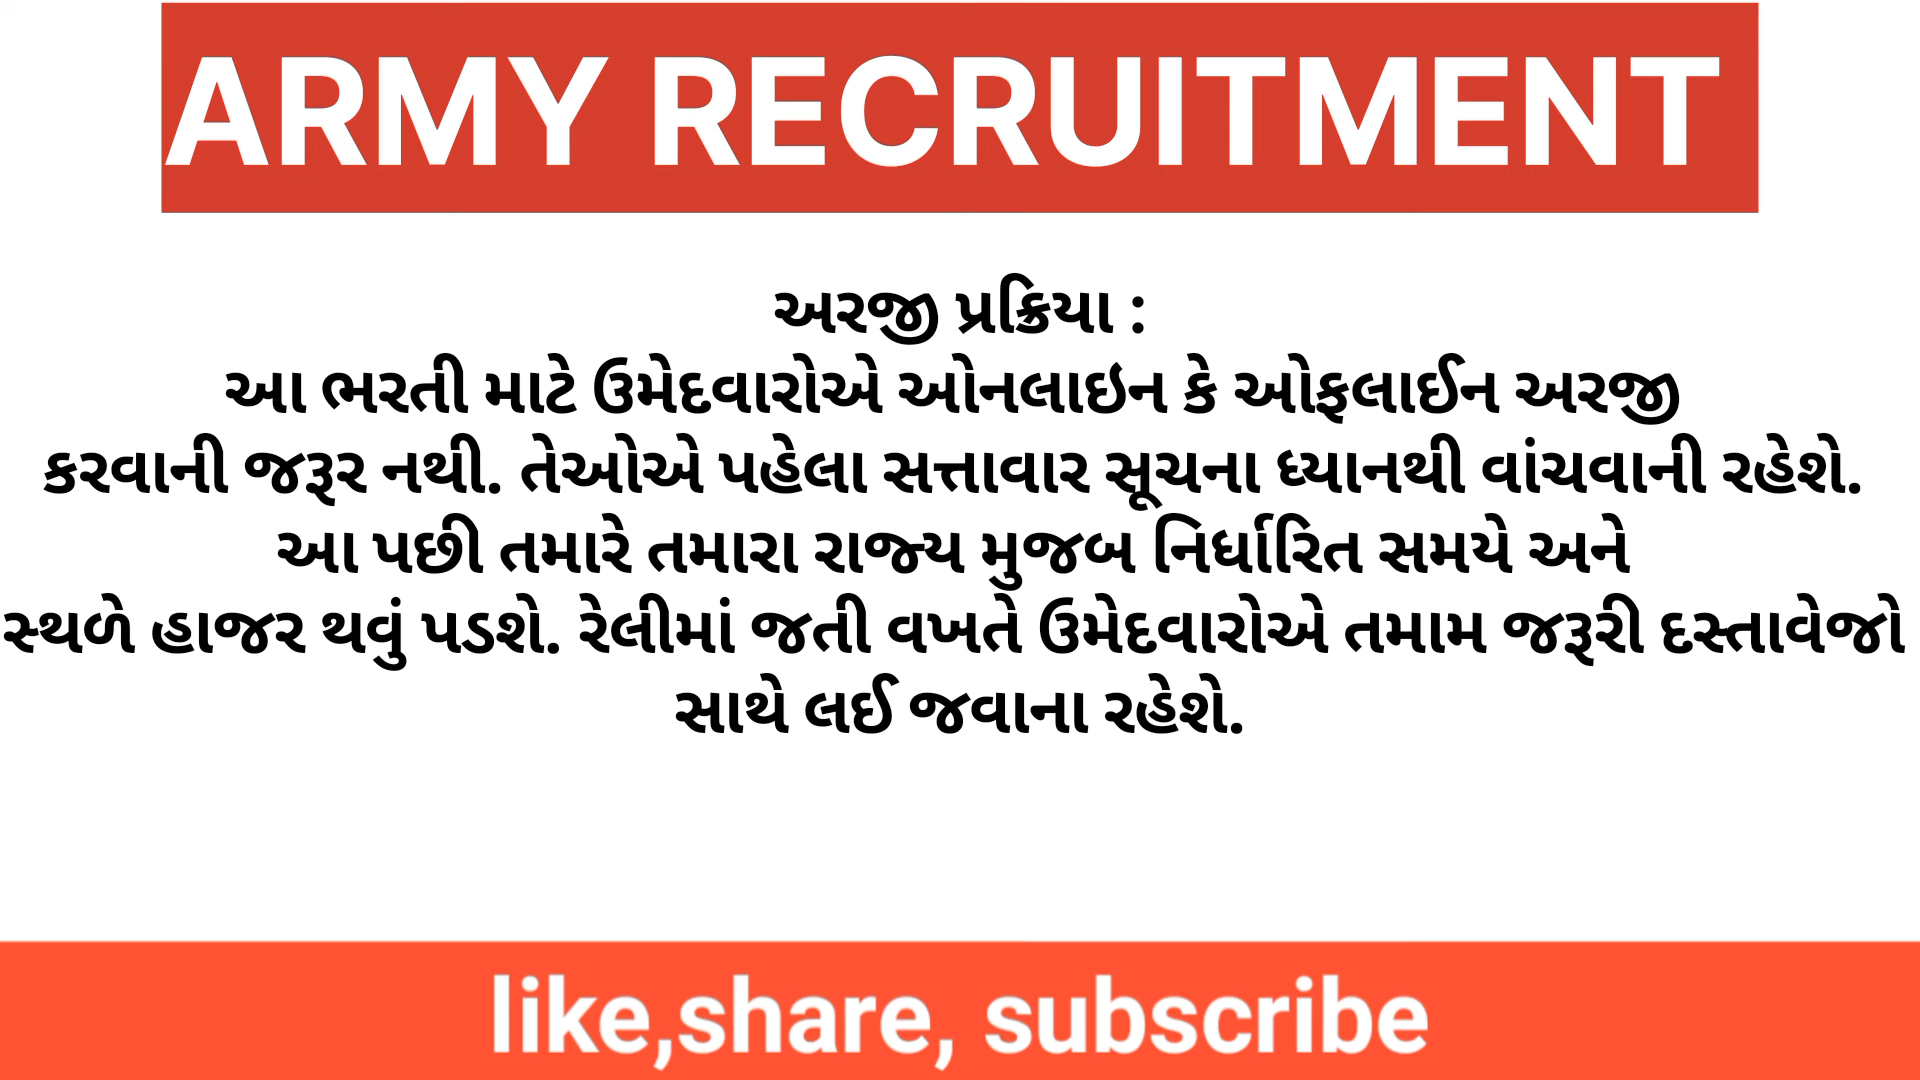 ARMY RECRUITMENT
અરજી પ્રક્રિયા :
આ ભરતી માટે ઉમેદવારોએ ઓનલાઇન કે ઓફલાઈન અરજી
કરવાની જરૂર નથી. તેઓએ પહેલા સત્તાવાર સૂચના ધ્યાનથી વાંચવાની રહેશે.
આ પછી તમારે તમારા રાજ્ય મુજબ નિર્ધારિત સમયે અને
સ્થળે હાજર થવું પડશે. રેલીમાં જતી વખતે ઉમેદવારોએ તમામ જરૂરી દસ્તાવેજો
સાથે લઈ જવાના રહેશે.
like,share, subscribe